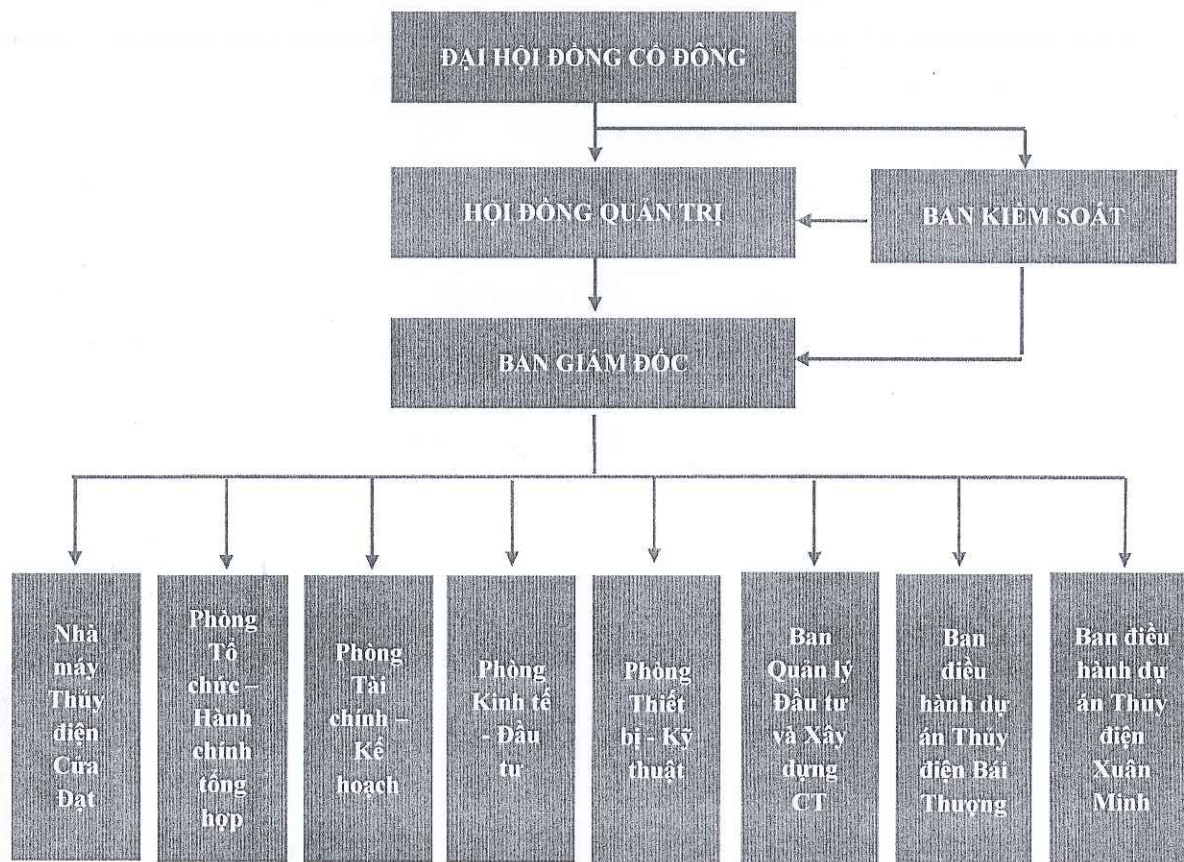 ĐẠI HỘI ĐỒNG CỔ ĐÔNG
HỘI ĐỒNG QUẢN TRỊ
BAN KIỂM SOÁT
BAN GIÁM ĐỐC
Nhà
máy
Thủy
điện
Cửa
Đạt
Phòng
Tổ
chức –
Hành
chính
tổng
hợp
Phòng
Tài
chính –
Kế
hoạch
Phòng
Kinh tế
- Đầu
tư
Phòng
Thiết
bị - Kỹ
thuật
Ban
Quản lý
Đầu tư
và Xây
dựng
CT
Ban
điều
hành dự
án Thủy
điện Bái
Thượng
Ban điều
hành dự
án Thủy
điện
Xuân
Minh